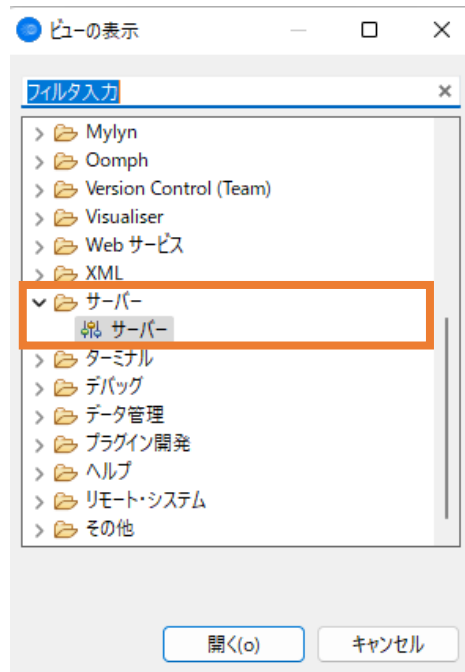 ビューの表示
フィルタ入力
Mylyn
Oomph
Version Control (Team)
Visualiser
Web サービス
XML
サーバー
サーバー
ターミナル
デバッグ
データ管理
プラグイン開発
ヘルプ
リモート・システム
その他
開く(o)
キャンセル